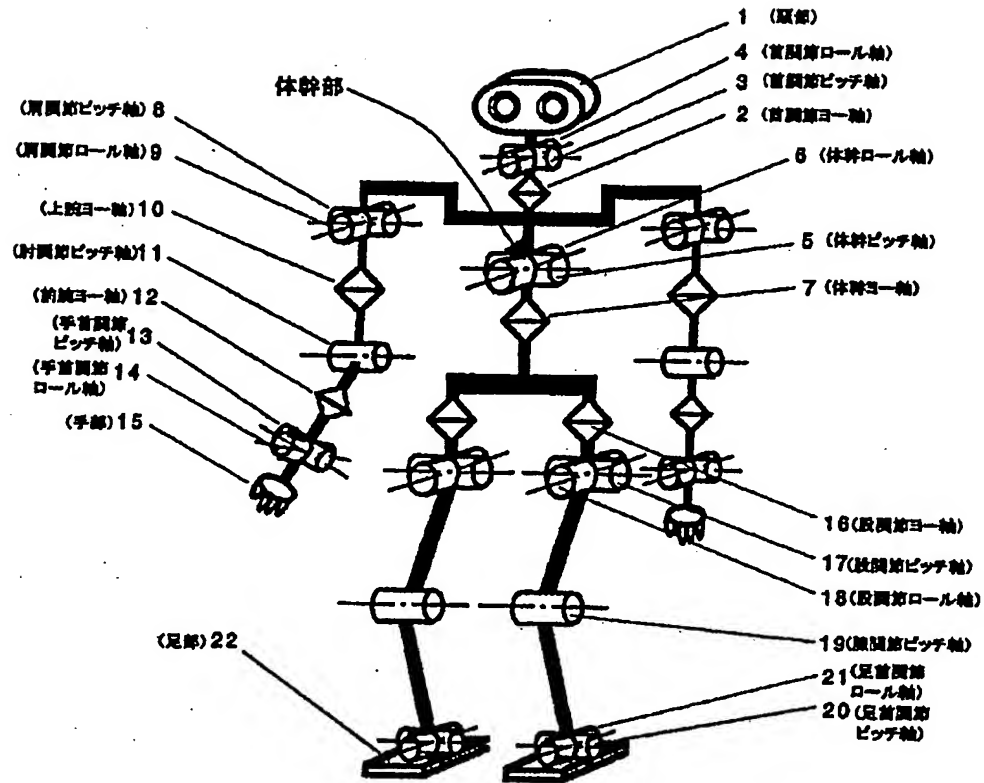 1 (頭部)
4 (首関節ロール軸)
3 (首関節ピッチ軸)
2 (首関節ヨー軸)
体幹部
6 (体幹ロール軸)
5 (体幹ピッチ軸)
7 (体幹ヨー軸)
(肩関節ピッチ軸) 8
(肩関節ロール軸) 9
(上腕ヨー軸) 10
(肘関節ピッチ軸) 11
(前腕ヨー軸) 12
(手首関節
ピッチ軸) 13
(手首関節
ロール軸) 14
(手部) 15
16 (股関節ヨー軸)
17 (股関節ピッチ軸)
18 (股関節ロール軸)
19 (膝関節ピッチ軸)
21 (足首関節
ロール軸)
20 (足首関節
ピッチ軸)
(足部) 22